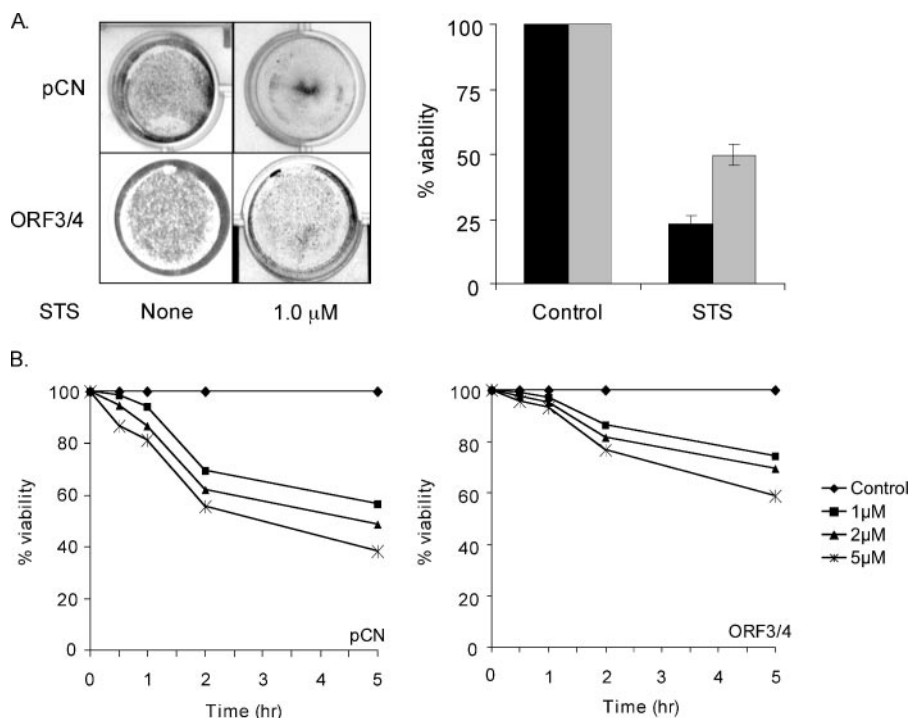 A.
pCN
ORF3/4
STS None 1.0 μM
% viability
100
75
50
25
0
Control STS
B.
% viability
100
80
60
40
20
0
pCN
0 1 2 3 4 5
Time (hr)
% viability
100
80
60
40
20
0
ORF3/4
0 1 2 3 4 5
Time (hr)
Control
1μM
2μM
5μM